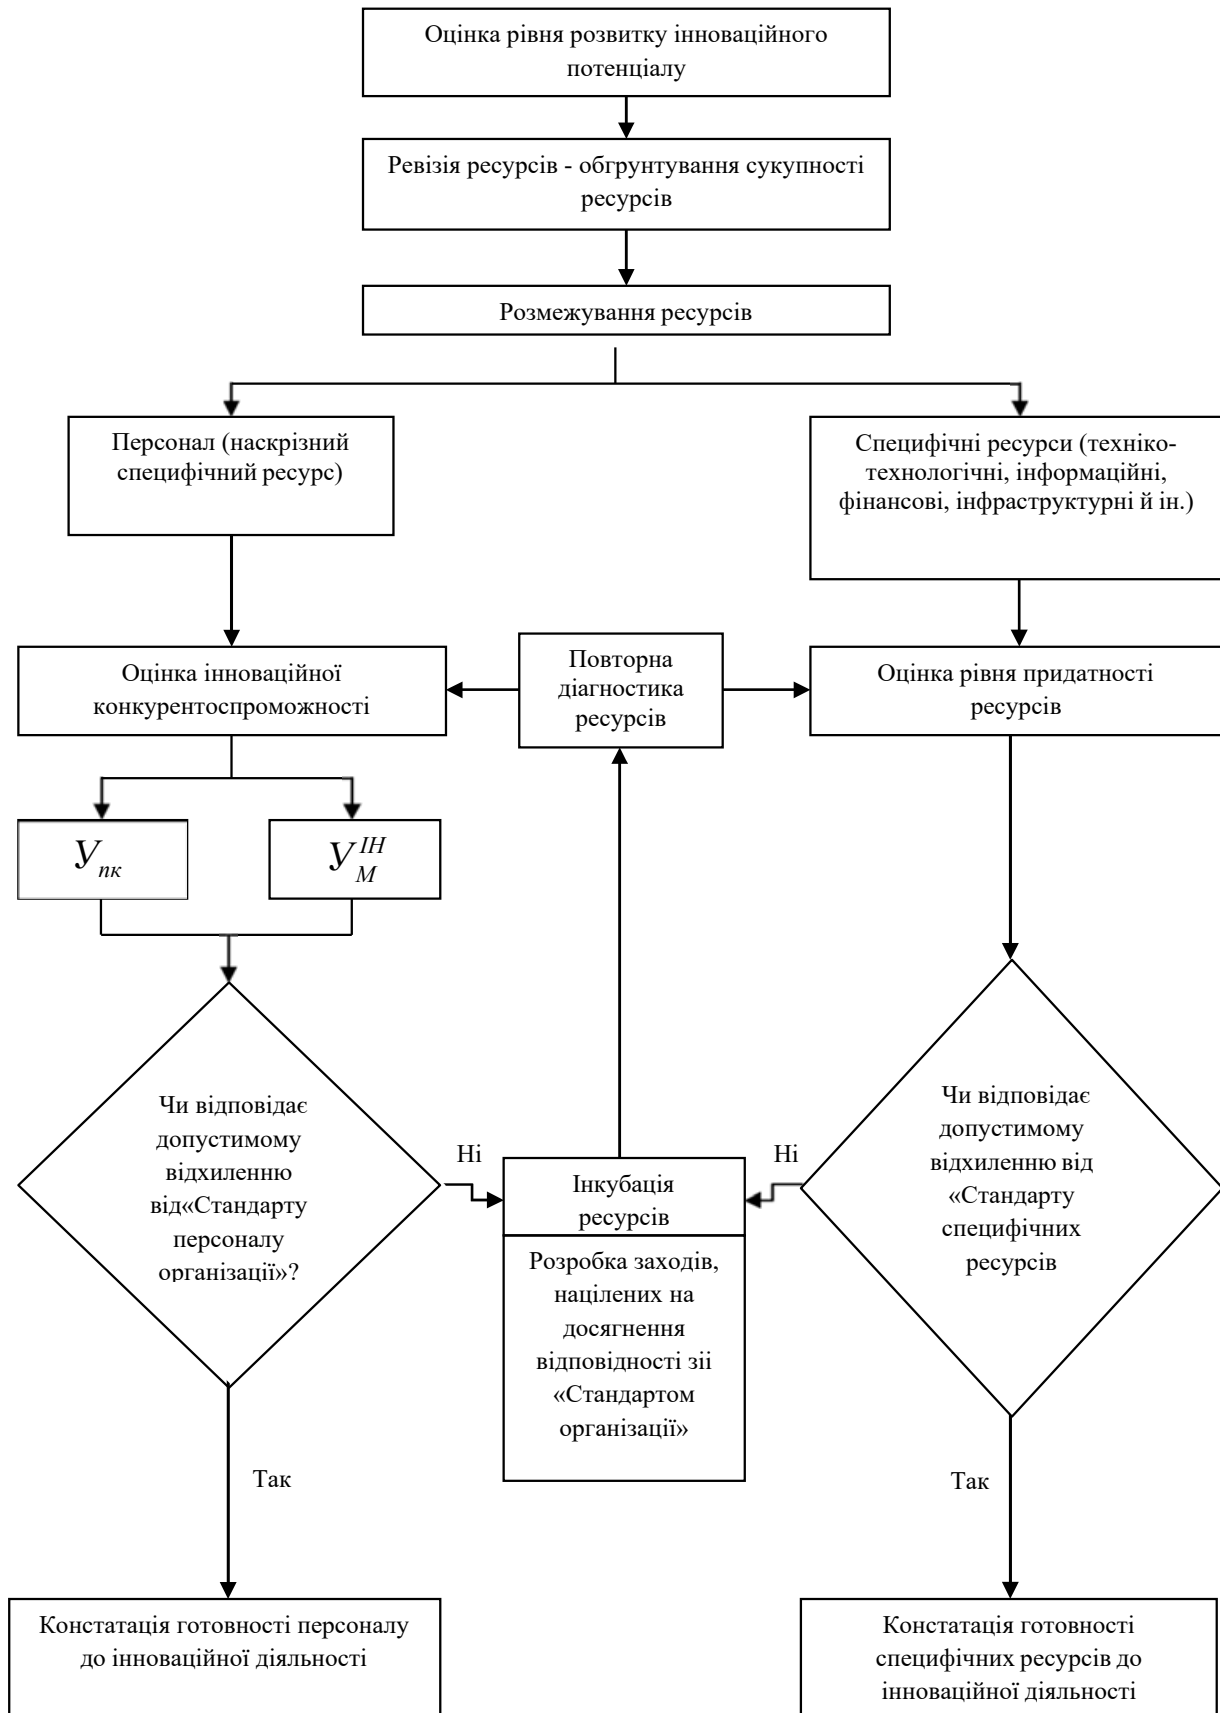 Оцінка рівня розвитку інноваційного
потенціалу
Ревізія ресурсів - обгрунтування сукупності
ресурсів
Розмежування ресурсів
Персонал (наскрізний
специфічний ресурс)
Специфічні ресурси (техніко-
технологічні, інформаційні,
фінансові, інфраструктурні й ін.)
Оцінка інноваційної
конкурентоспроможності
Повторна
діагностика
ресурсів
Оцінка рівня придатності
ресурсів
У_{пк}
У_{М}^{ІН}
Чи відповідає
допустимому
відхиленню
від«Стандарту
персоналу
організації»?
Ні
Інкубація
ресурсів
Розробка заходів,
націлених на
досягнення
відповідності зіі
«Стандартом
організації»
Ні
Чи відповідає
допустимому
відхиленню від
«Стандарту
специфічних
ресурсів
Так
Так
Констатація готовності персоналу
до інноваційної діяльності
Констатація готовності
специфічних ресурсів до
інноваційної діяльності